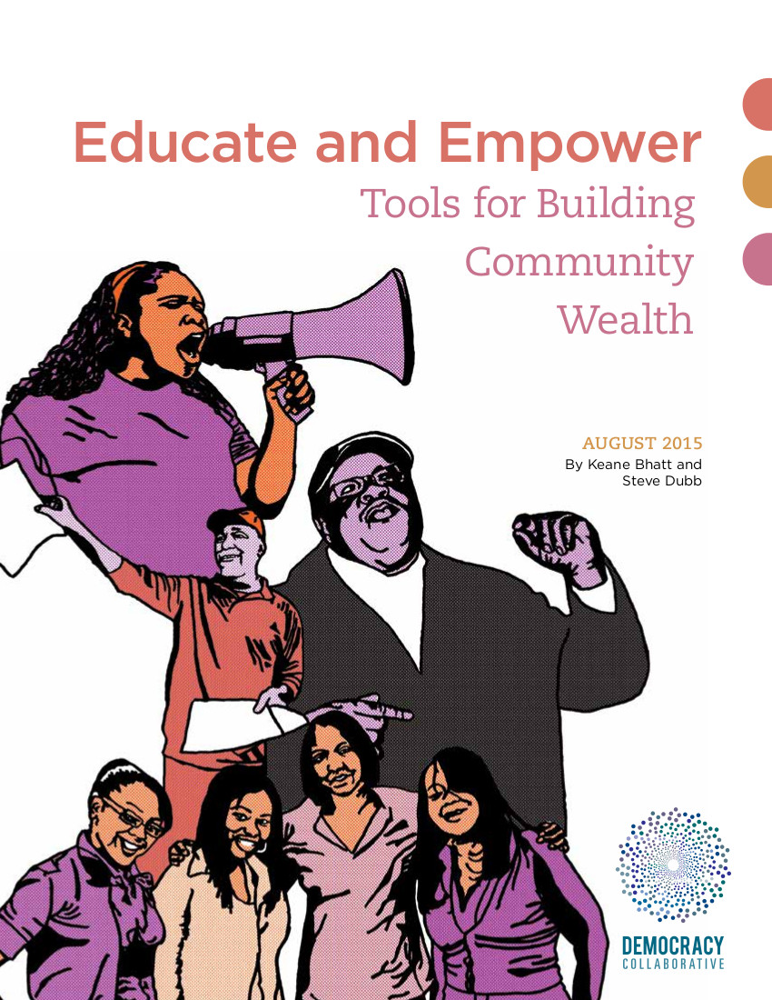 Educate and Empower
Tools for Building
Community
Wealth
AUGUST 2015
By Keane Bhatt and
Steve Dubb
DEMOCRACY
COLLABORATIVE